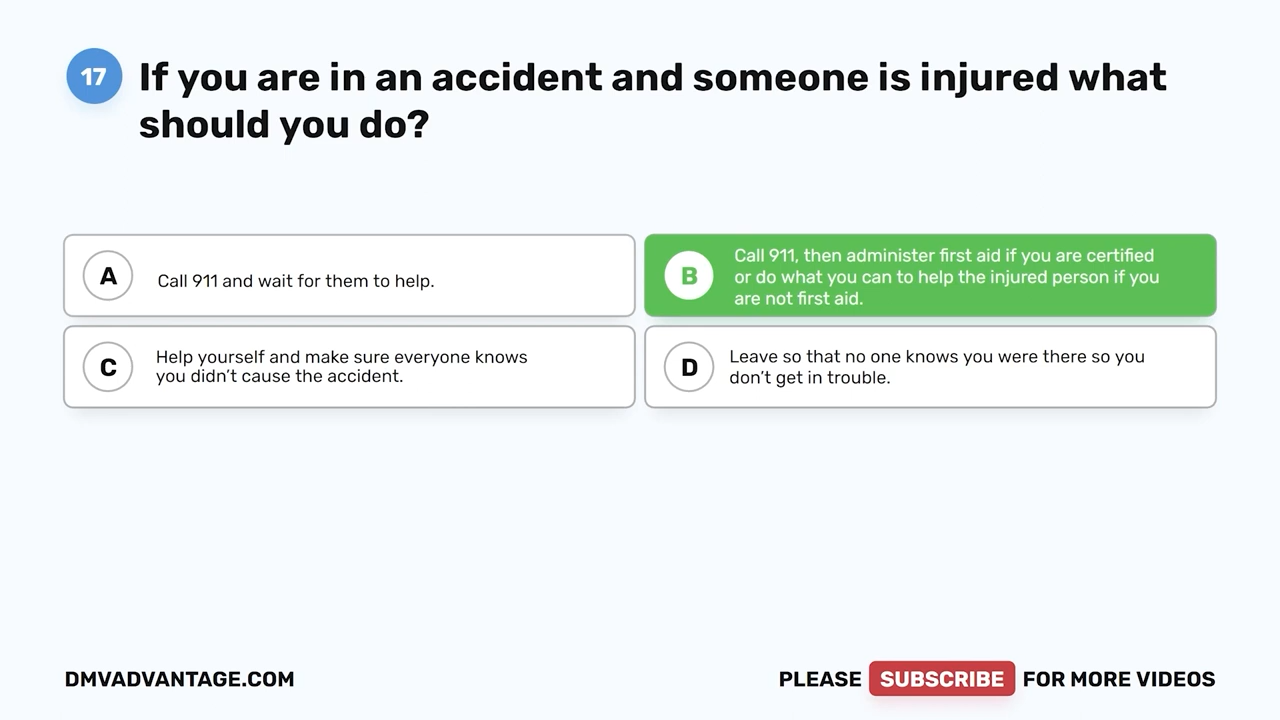 17
If you are in an accident and someone is injured what
should you do?
A
Call 911 and wait for them to help.
B
Call 911, then administer first aid if you are certified
or do what you can to help the injured person if you
are not first aid.
C
Help yourself and make sure everyone knows
you didn’t cause the accident.
D
Leave so that no one knows you were there so you
don’t get in trouble.
DMVADVANTAGE.COM
PLEASE SUBSCRIBE FOR MORE VIDEOS